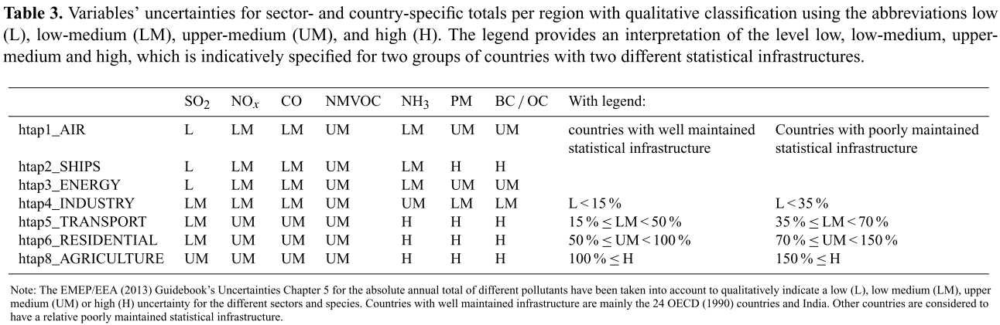 Table 3. Variables' uncertainties for sector- and country-specific totals per region with qualitative classification using the abbreviations low
(L), low-medium (LM), upper-medium (UM), and high (H). The legend provides an interpretation of the level low, low-medium, upper-
medium and high, which is indicatively specified for two groups of countries with two different statistical infrastructures.
SO₂ NOₓ CO NMVOC NH₃ PM BC / OC With legend:
htap1_AIR L LM LM UM LM UM UM countries with well maintained Countries with poorly maintained
statistical infrastructure statistical infrastructure
htap2_SHIPS L LM LM UM LM H H
htap3_ENERGY L LM LM UM LM UM UM
htap4_INDUSTRY LM LM LM UM UM LM LM L < 15 % L < 35 %
htap5_TRANSPORT LM UM UM UM H H H 15 % ≤ LM < 50 % 35 % ≤ LM < 70 %
htap6_RESIDENTIAL LM UM UM UM H H H 50 % ≤ UM < 100 % 70 % ≤ UM < 150 %
htap8_AGRICULTURE UM UM UM UM H H H 100 % ≤ H 150 % ≤ H
Note: The EMEP/EEA (2013) Guidebook's Uncertainties Chapter 5 for the absolute annual total of different pollutants have been taken into account to qualitatively indicate a low (L), low medium (LM), upper
medium (UM) or high (H) uncertainty for the different sectors and species. Countries with well maintained infrastructure are mainly the 24 OECD (1990) countries and India. Other countries are considered to
have a relative poorly maintained statistical infrastructure.